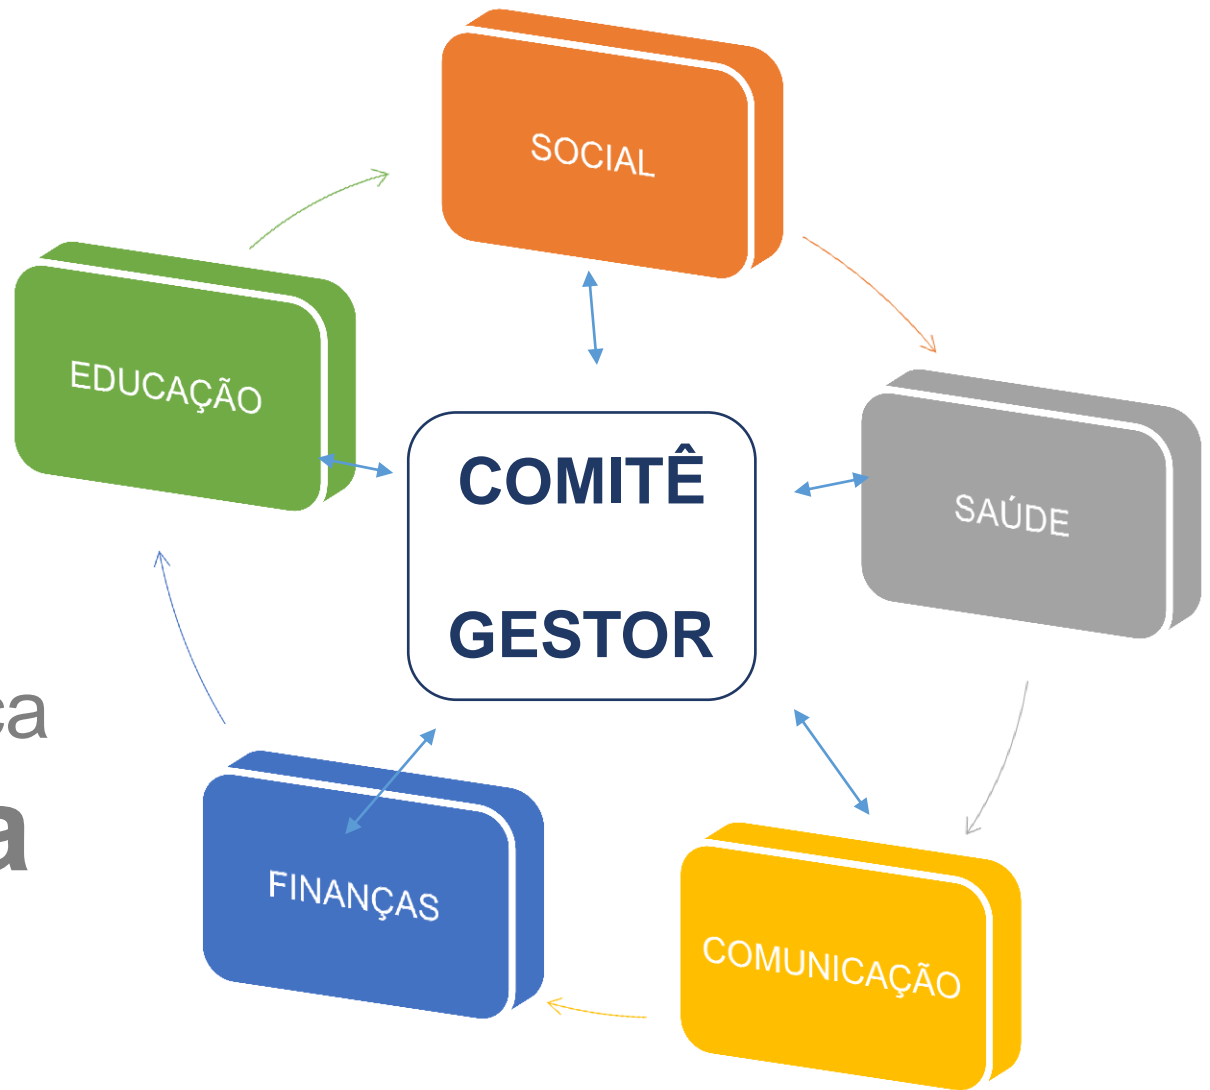 SOCIAL
EDUCAÇÃO
COMITÊ
GESTOR
SAÚDE
FINANÇAS
COMUNICAÇÃO